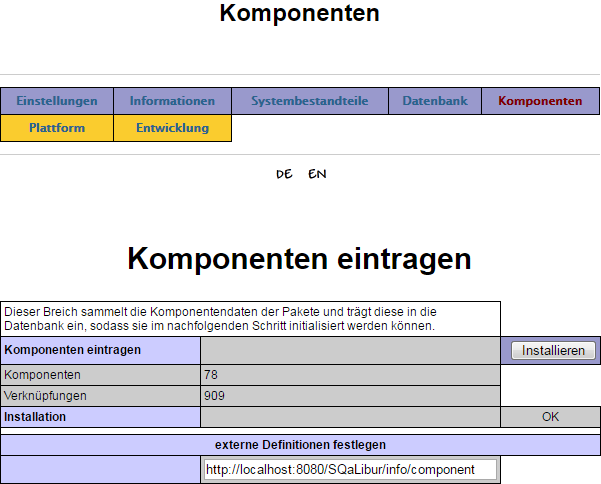 Komponenten
Einstellungen Informationen Systembestandteile Datenbank Komponenten
Plattform Entwicklung
DE EN
Komponenten eintragen
Dieser Breich sammelt die Komponentendaten der Pakete und trägt diese in die
Datenbank ein, sodass sie im nachfolgenden Schritt initialisiert werden können.
Komponenten eintragen Installieren
Komponenten 78
Verknüpfungen 909
Installation OK
externe Definitionen festlegen
http://localhost:8080/SQaLibur/info/component